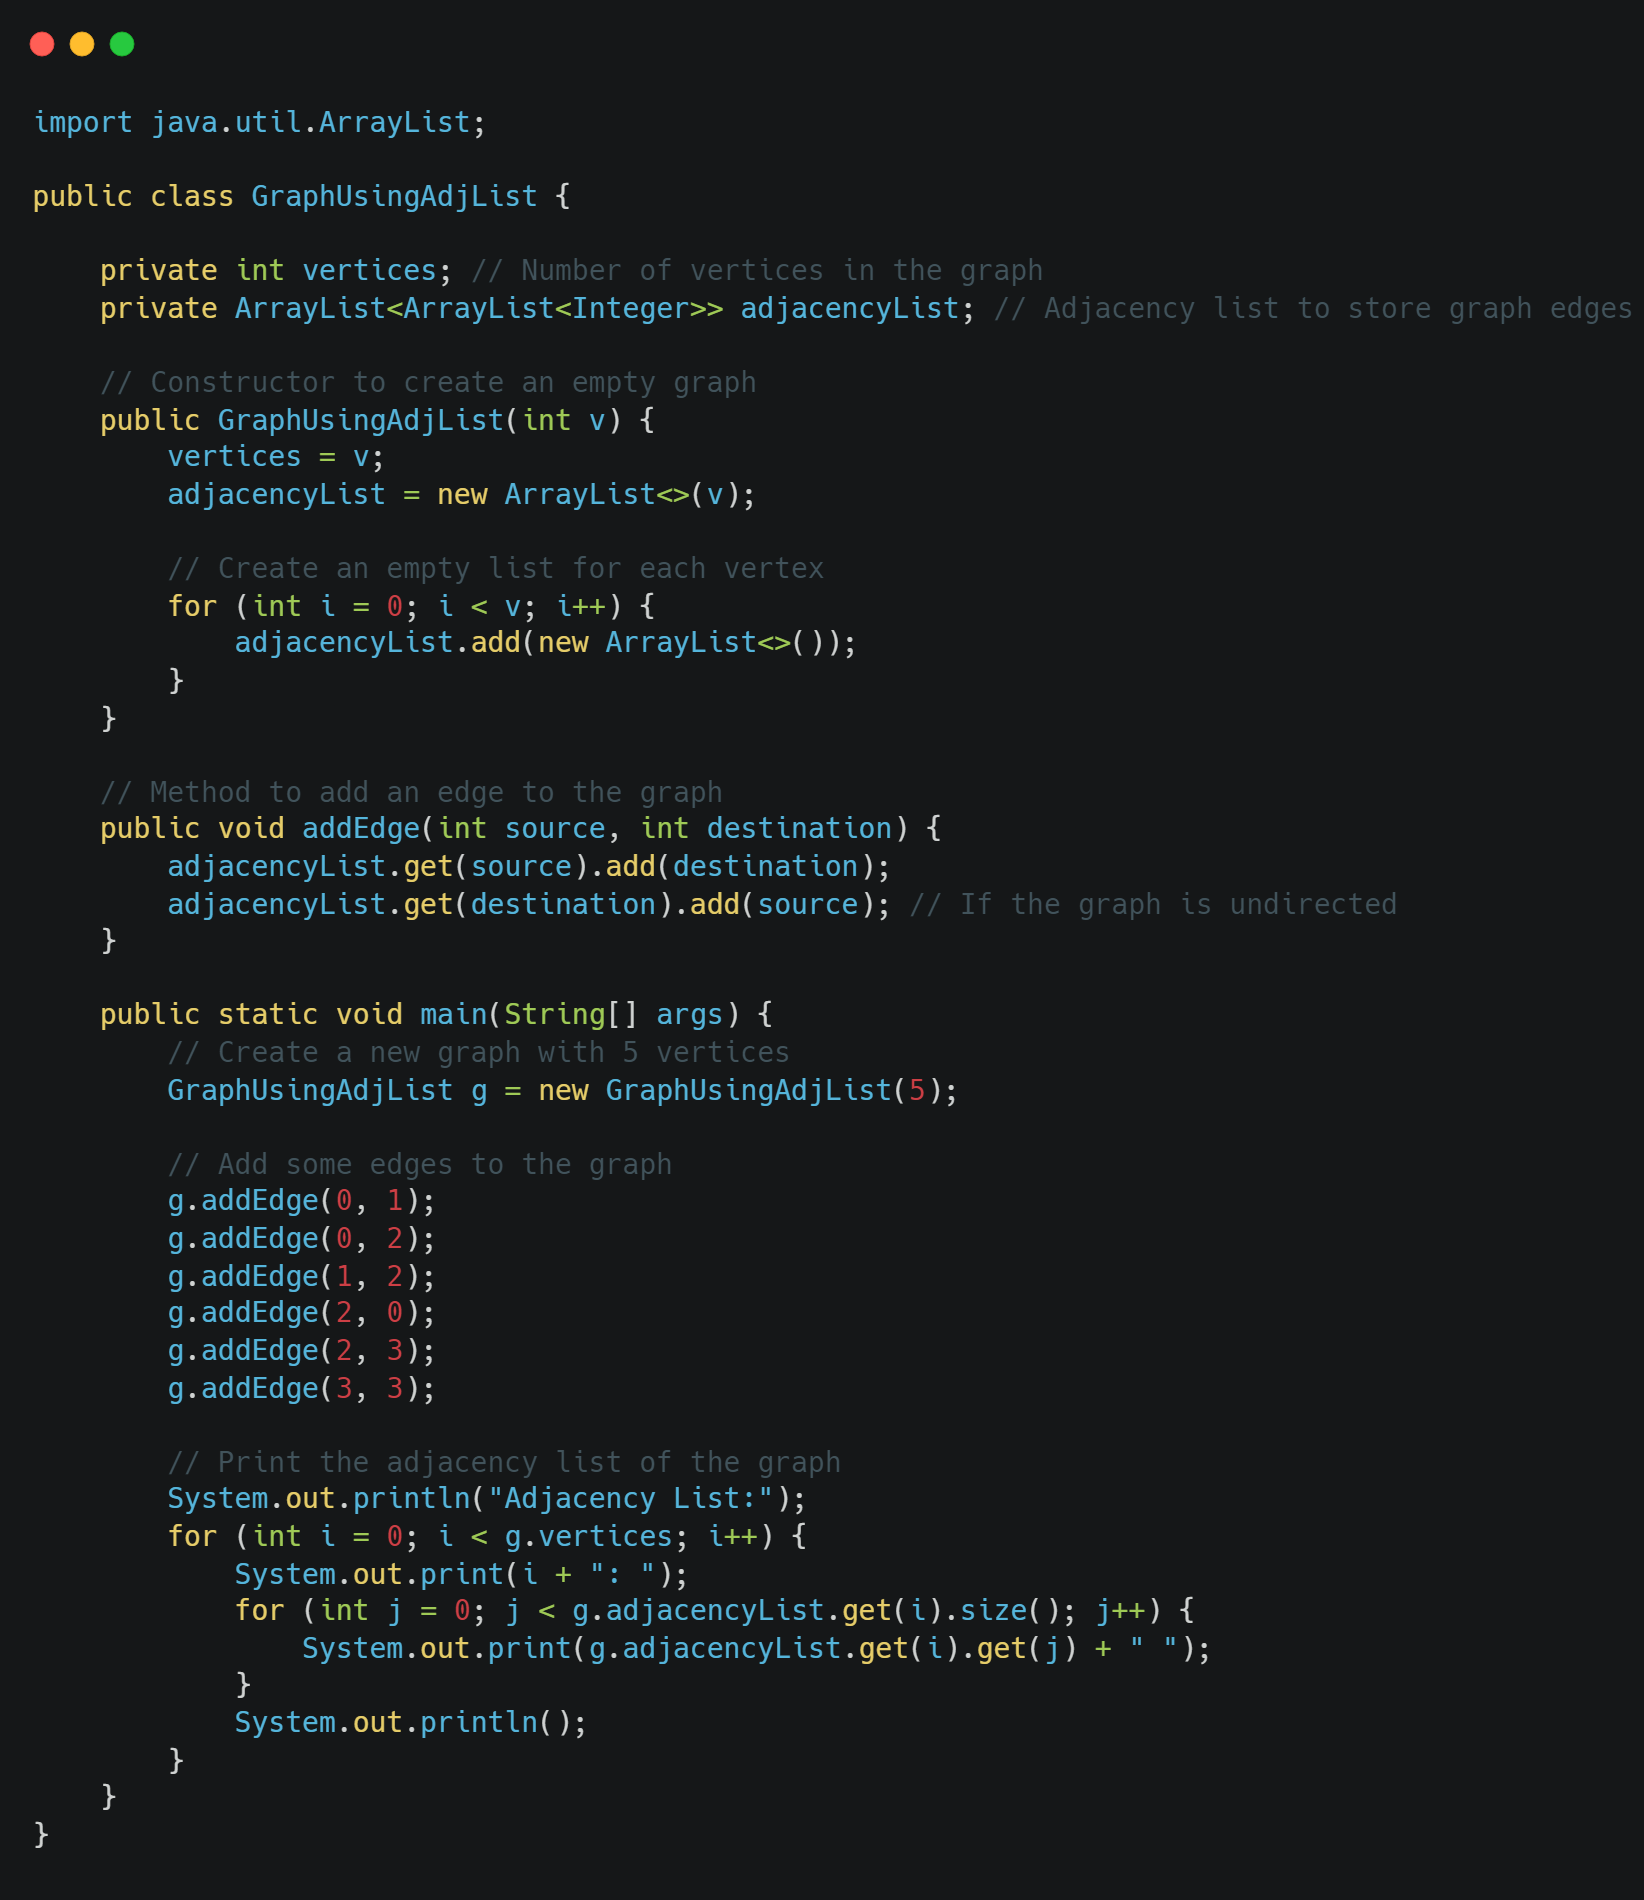 import java.util.ArrayList;

public class GraphUsingAdjList {

    private int vertices; // Number of vertices in the graph
    private ArrayList<ArrayList<Integer>> adjacencyList; // Adjacency list to store graph edges

    // Constructor to create an empty graph
    public GraphUsingAdjList(int v) {
        vertices = v;
        adjacencyList = new ArrayList<>(v);

        // Create an empty list for each vertex
        for (int i = 0; i < v; i++) {
            adjacencyList.add(new ArrayList<>());
        }
    }

    // Method to add an edge to the graph
    public void addEdge(int source, int destination) {
        adjacencyList.get(source).add(destination);
        adjacencyList.get(destination).add(source); // If the graph is undirected
    }

    public static void main(String[] args) {
        // Create a new graph with 5 vertices
        GraphUsingAdjList g = new GraphUsingAdjList(5);

        // Add some edges to the graph
        g.addEdge(0, 1);
        g.addEdge(0, 2);
        g.addEdge(1, 2);
        g.addEdge(2, 0);
        g.addEdge(2, 3);
        g.addEdge(3, 3);

        // Print the adjacency list of the graph
        System.out.println("Adjacency List:");
        for (int i = 0; i < g.vertices; i++) {
            System.out.print(i + ": ");
            for (int j = 0; j < g.adjacencyList.get(i).size(); j++) {
                System.out.print(g.adjacencyList.get(i).get(j) + " ");
            }
            System.out.println();
        }
    }
}